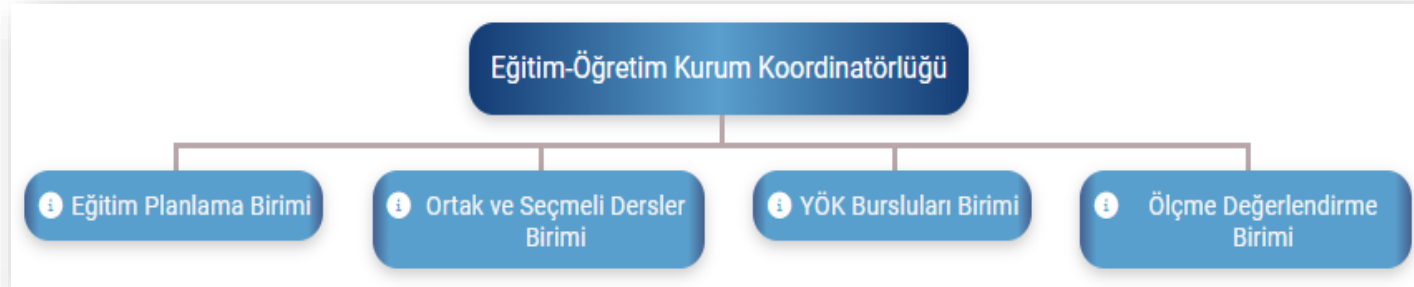 Eğitim-Öğretim Kurum Koordinatörlüğü
Eğitim Planlama Birimi
Ortak ve Seçmeli Dersler
Birimi
YÖK Bursluları Birimi
Ölçme Değerlendirme
Birimi